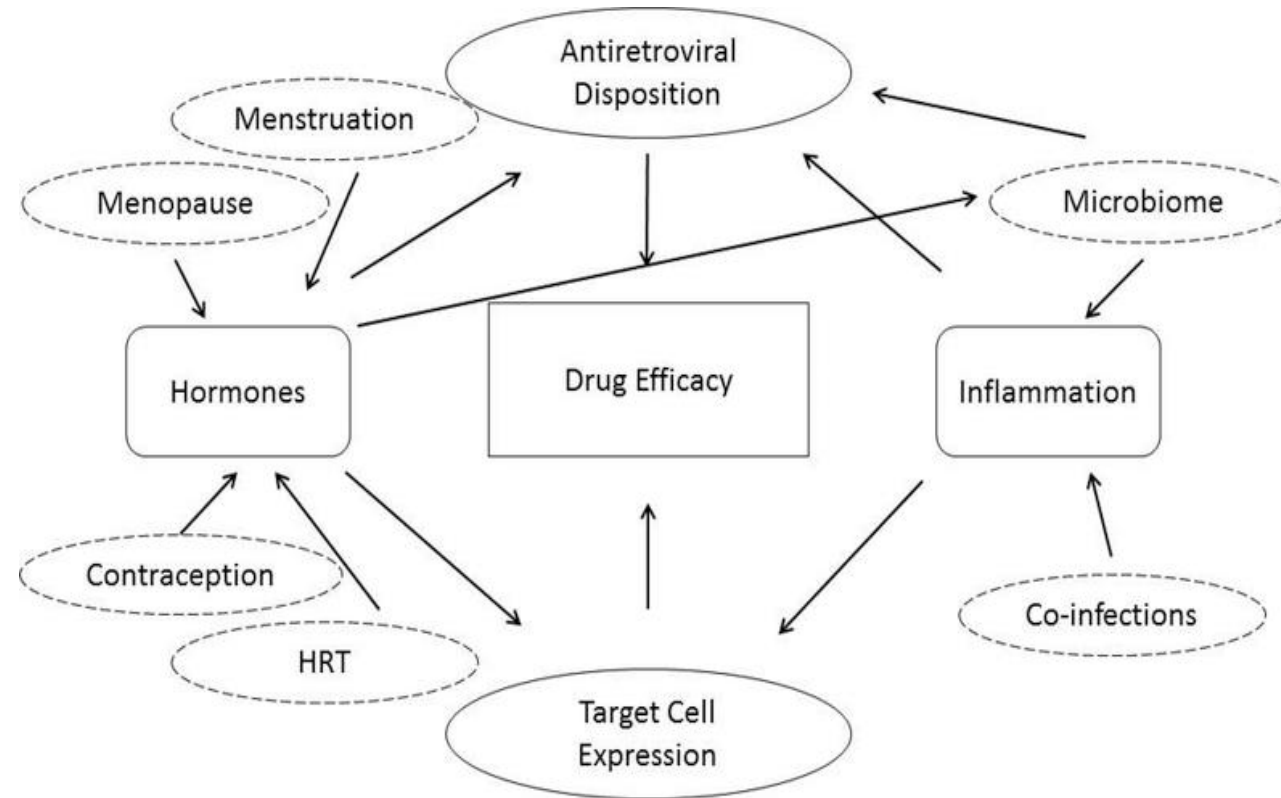 Antiretroviral
Disposition
Menstruation
Menopause
Microbiome
Hormones
Drug Efficacy
Inflammation
Contraception
Co-infections
HRT
Target Cell
Expression